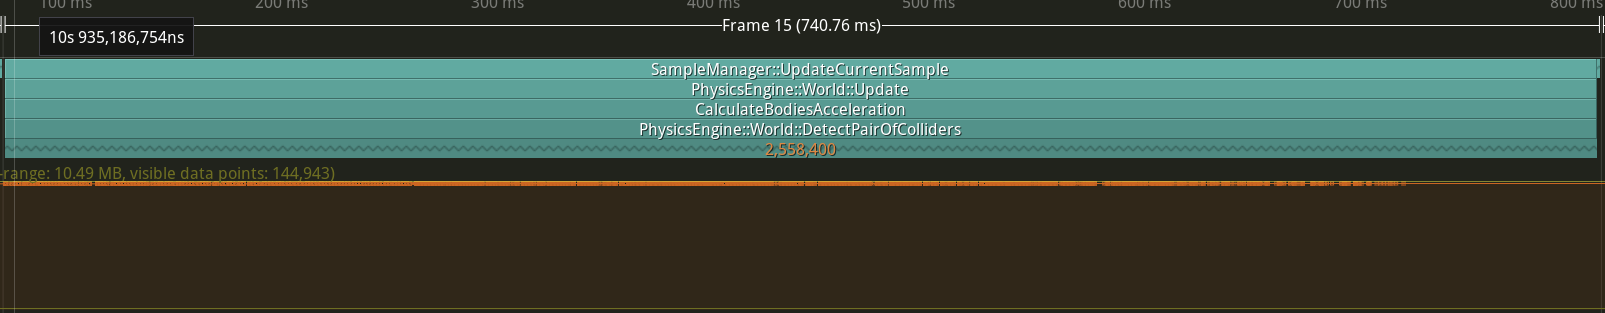 100 ms 200 ms 300 ms 400 ms 500 ms 600 ms 700 ms 800 ms
Frame 15 (740.76 ms)
10s 935,186,754ns
SampleManager::UpdateCurrentSample
PhysicsEngine::World::Update
CalculateBodiesAcceleration
PhysicsEngine::World::DetectPairOfColliders
2,558,400
-range: 10.49 MB, visible data points: 144,943)